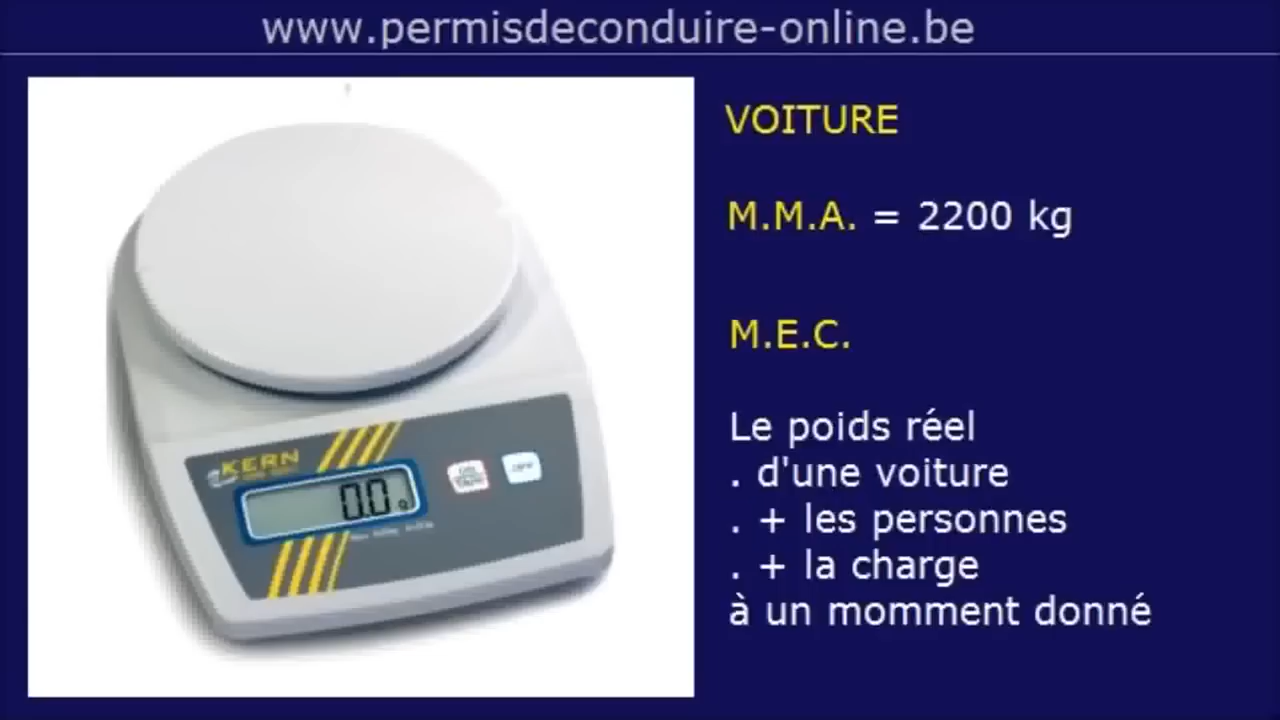 www.permisdeconduire-online.be
VOITURE
M.M.A. = 2200 kg
M.E.C.
Le poids réel
. d'une voiture
. + les personnes
. + la charge
à un momment donné
KERN
0.0 g